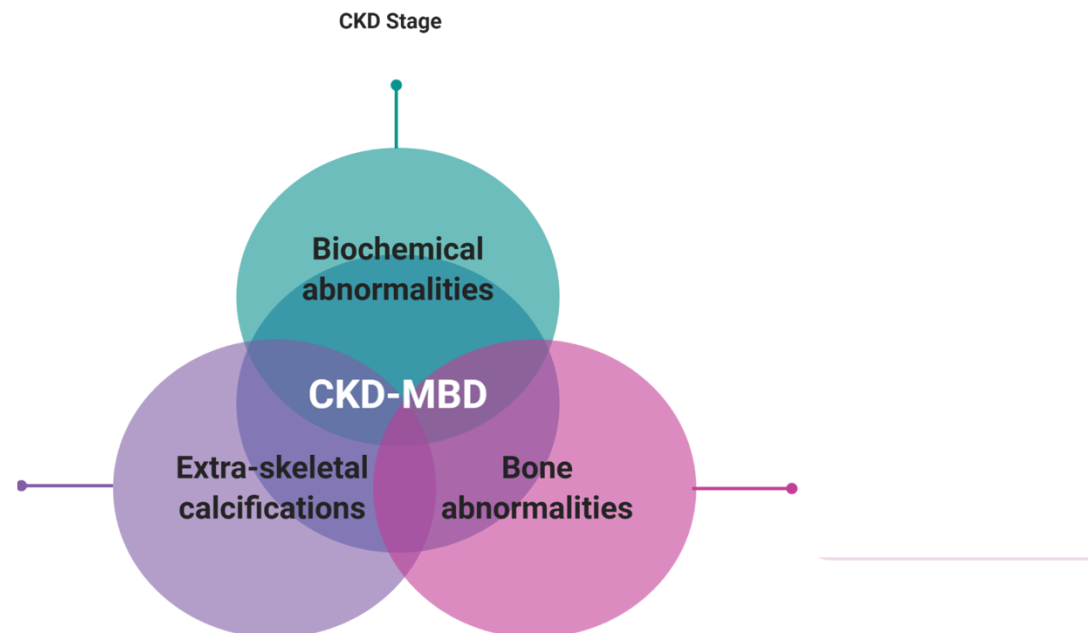 CKD Stage
Biochemical
abnormalities
CKD-MBD
Extra-skeletal
calcifications
Bone
abnormalities